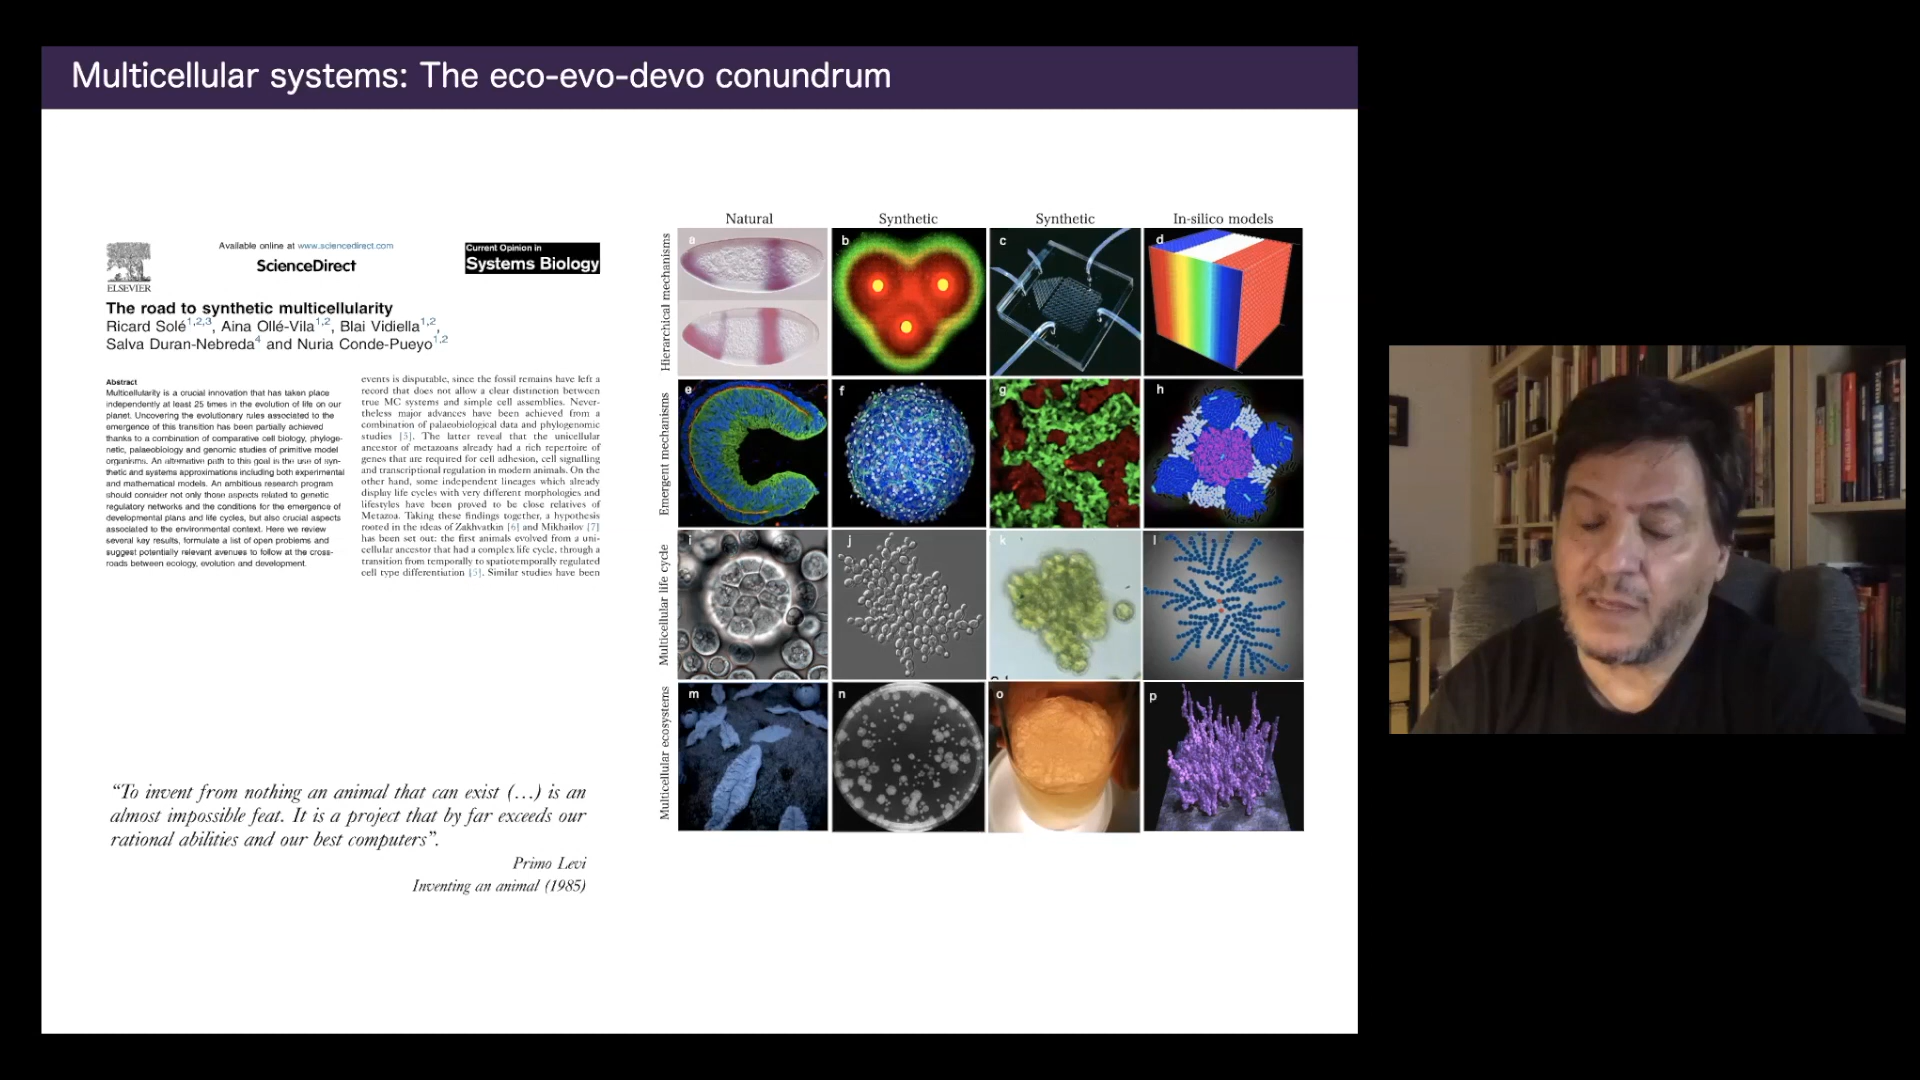 Multicellular systems: The eco-evo-devo conundrum
ELSEVIER
Available online at www.sciencedirect.com
ScienceDirect
Current Opinion in
Systems Biology
The road to synthetic multicellularity
Ricard Solé1,2,3, Aina Ollé-Vila1,2, Blai Vidiella1,2,
Salva Duran-Nebreda4 and Nuria Conde-Pueyo1,2
Abstract
Multicellularity is a crucial innovation that has taken place
independently at least 25 times in the evolution of life on our
planet. Uncovering the evolutionary rules associated to the
emergence of this transition has been partially achieved
thanks to a combination of comparative cell biology, phyloge-
netic, palaeobiology and genomic studies of primitive model
organisms. An alternative path to this goal is the use of syn-
thetic and systems approximations including both experimental
and mathematical models. An ambitious research program
should consider not only those aspects related to genetic
regulatory networks and the conditions for the emergence of
developmental plans and life cycles, but also crucial aspects
associated to the environmental context. Here we review
several key results, formulate a list of open problems and
suggest potentially relevant avenues to follow at the cross-
roads between ecology, evolution and development.
events is disputable, since the fossil remains have left a
record that does not allow a clear distinction between
true MC systems and simple cell assemblies. Never-
theless major advances have been achieved from a
combination of palaeobiological data and phylogenomic
studies [5]. The latter reveal that the unicellular
ancestor of metazoans already had a rich repertoire of
genes that are required for cell adhesion, cell signalling
and transcriptional regulation in modern animals. On the
other hand, some independent lineages which already
display life cycles with very different morphologies and
lifestyles have been proved to be close relatives of
Metazoa. Taking these findings together, a hypothesis
rooted in the ideas of Zakhvatkin [6] and Mikhailov [7]
has been set out: the first animals evolved from a uni-
cellular ancestor that had a complex life cycle, through a
transition from temporally to spatiotemporally regulated
cell type differentiation [5]. Similar studies have been
“To invent from nothing an animal that can exist (…) is an
almost impossible feat. It is a project that by far exceeds our
rational abilities and our best computers”.
Primo Levi
Inventing an animal (1985)
Natural
Synthetic
Synthetic
In-silico models
Hierarchical mechanisms
a
b
c
d
Emergent mechanisms
e
f
g
h
Multicellular life cycle
i
j
k
l
Multicellular ecosystems
m
n
o
p